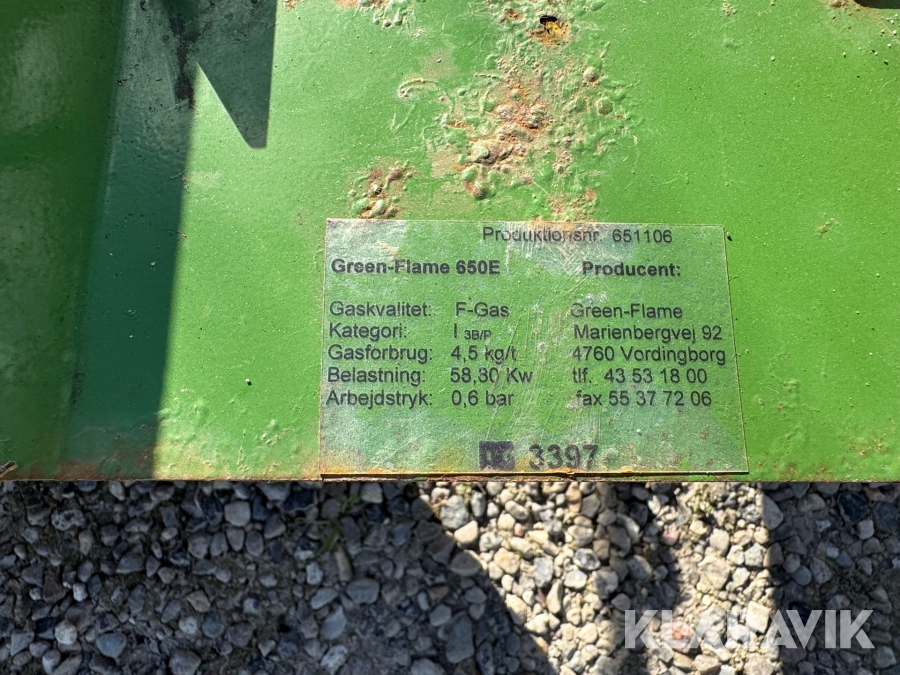 Produktionsnr. 651106
Green-Flame 650E Producent:
Gaskvalitet: F-Gas Green-Flame
Kategori: I 3B/P Marienbergvej 92
Gasforbrug: 4,5 kg/t 4760 Vordingborg
Belastning: 58,80 Kw tlf. 43 53 18 00
Arbejdstryk: 0,6 bar fax 55 37 72 06
DG 3397
KLARAVIK